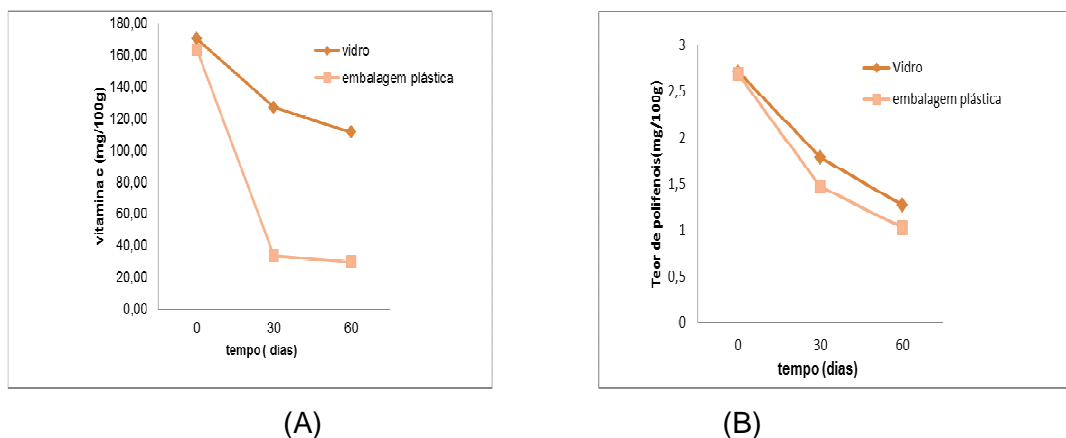 180,00
160,00
140,00
120,00
100,00
80,00
60,00
40,00
20,00
0,00
vitamina c (mg/100g)
vidro
embalagem plástica
0 30 60
tempo ( dias)
(A)
3
2,5
2
1,5
1
0,5
0
Teor de polifenois(mg/100g)
Vidro
embalagem plástica
0 30 60
tempo (dias)
(B)